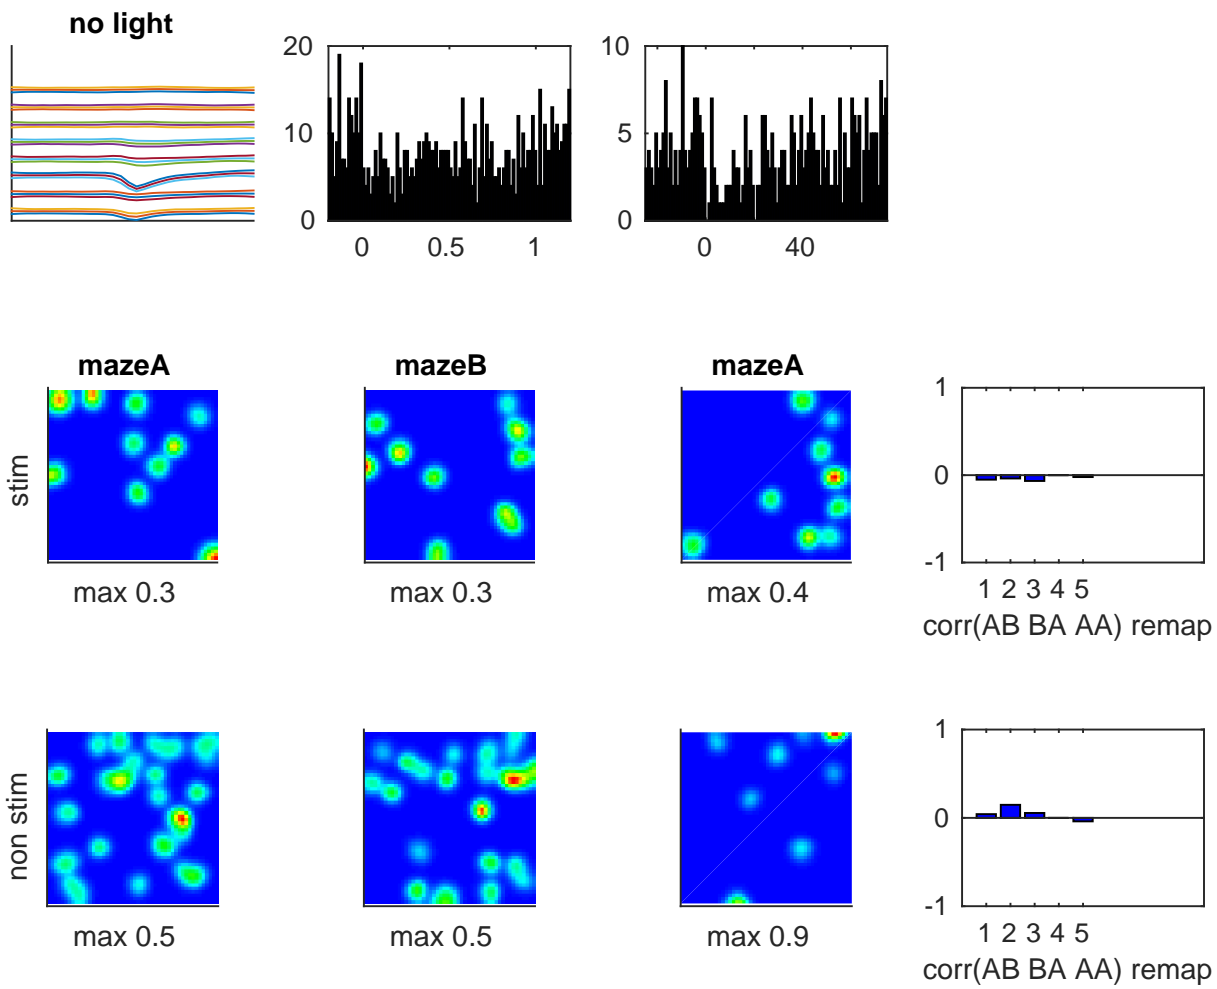 no light
20
10
0
0 0.5 1
10
5
0
0 40
mazeA mazeB mazeA
stim
max 0.3 max 0.3 max 0.4
1
0
-1
1 2 3 4 5
corr(AB BA AA) remap
non stim
max 0.5 max 0.5 max 0.9
1
0
-1
1 2 3 4 5
corr(AB BA AA) remap